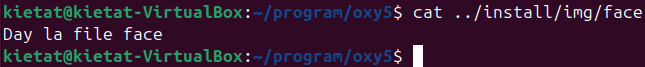 kietat@kietat-VirtualBox:~/program/oxy5$ cat ../install/img/face
Day la file face
kietat@kietat-VirtualBox:~/program/oxy5$